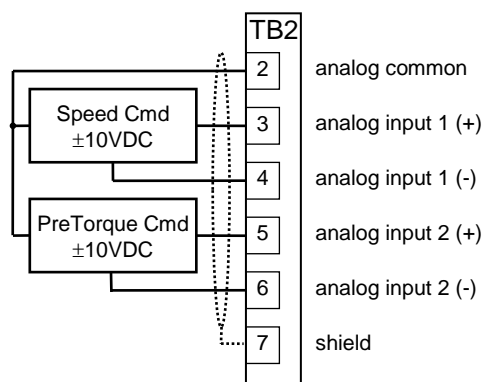 TB2
2 analog common
Speed Cmd
±10VDC
3 analog input 1 (+)
4 analog input 1 (-)
PreTorque Cmd
±10VDC
5 analog input 2 (+)
6 analog input 2 (-)
7 shield